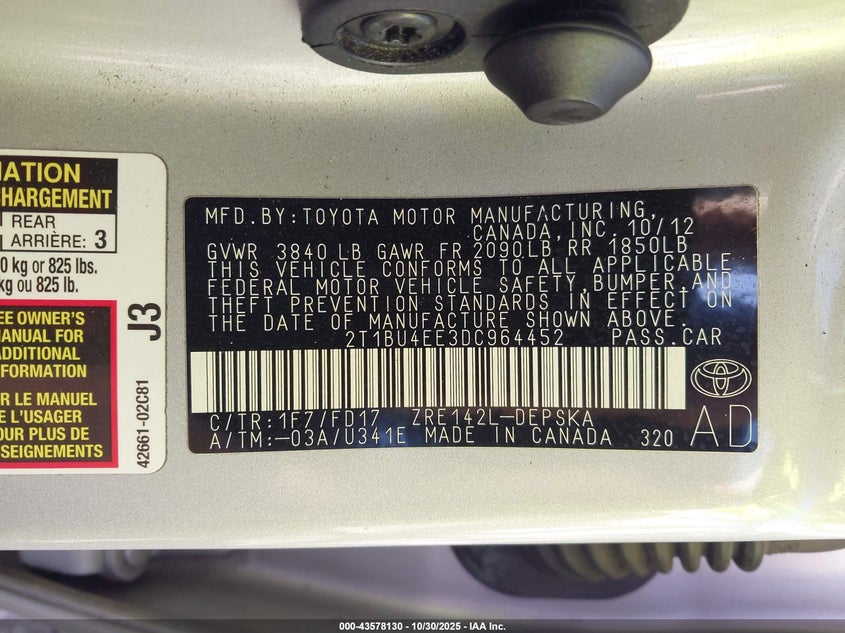 MATION
CHARGEMENT
REAR
ARRIÈRE: 3
0 kg or 825 lbs.
kg ou 825 lb.
EE OWNER'S
MANUAL FOR
ADDITIONAL
NFORMATION
R LE MANUEL
E L'USAGER
OUR PLUS DE
SEIGNEMENTS
J3
42661-02C81
MFD.BY:TOYOTA MOTOR MANUFACTURING,
CANADA,INC. 10/12
GVWR 3840 LB GAWR FR 2090LB,RR 1850LB
THIS VEHICLE CONFORMS TO ALL APPLICABLE
FEDERAL MOTOR VEHICLE SAFETY,BUMPER,AND
THEFT PREVENTION STANDARDS IN EFFECT ON
THE DATE OF MANUFACTURE SHOWN ABOVE.
2T1BU4EE3DC964452 PASS.CAR
C/TR:1F7/FD17 ZRE142L-DEPSKA
A/TM:-03A/U341E MADE IN CANADA 320
AD
000-43578130 - 10/30/2025 - IAA Inc.